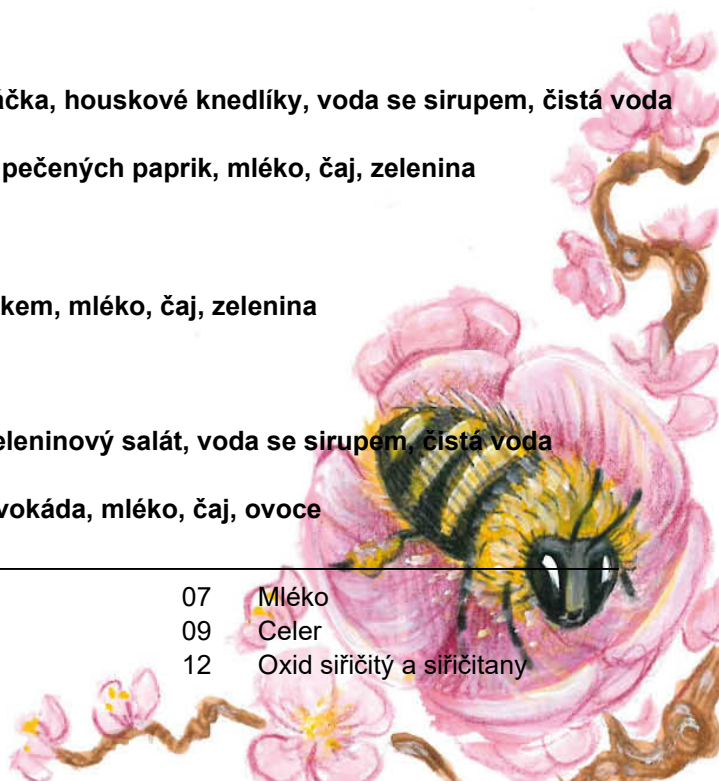 áčka, houskové knedlíky, voda se sirupem, čistá voda
pečených paprik, mléko, čaj, zelenina
kem, mléko, čaj, zelenina
eleninový salát, voda se sirupem, čistá voda
vokáda, mléko, čaj, ovoce
07 Mléko
09 Celer
12 Oxid siřičitý a siřičitany